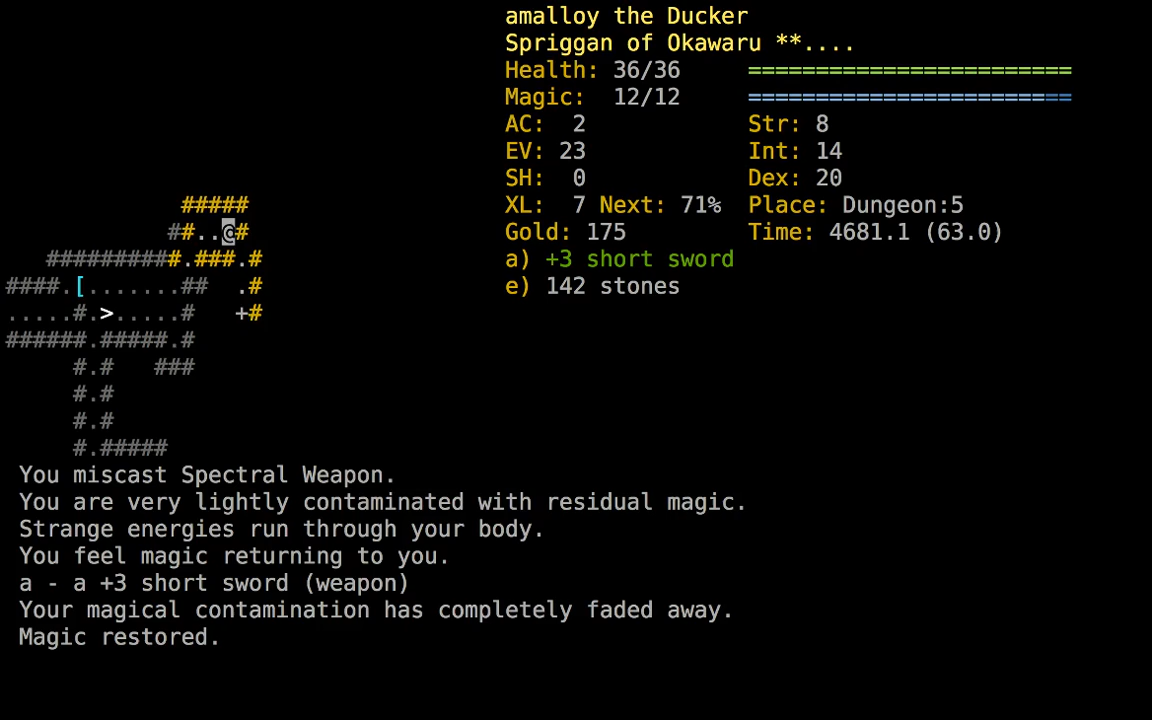 amalloy the Ducker
Spriggan of Okawaru **....
Health: 36/36 ========================
Magic: 12/12 ========================
AC: 2 Str: 8
EV: 23 Int: 14
SH: 0 Dex: 20
#####
XL: 7 Next: 71% Place: Dungeon:5
##..@#
Gold: 175 Time: 4681.1 (63.0)
##########.###.#
a) +3 short sword
####.[.......## .#
e) 142 stones
.....#.>.....# +#
######.#####.#
#.# ###
#.#
#.#
#.#####
You miscast Spectral Weapon.
You are very lightly contaminated with residual magic.
Strange energies run through your body.
You feel magic returning to you.
a - a +3 short sword (weapon)
Your magical contamination has completely faded away.
Magic restored.